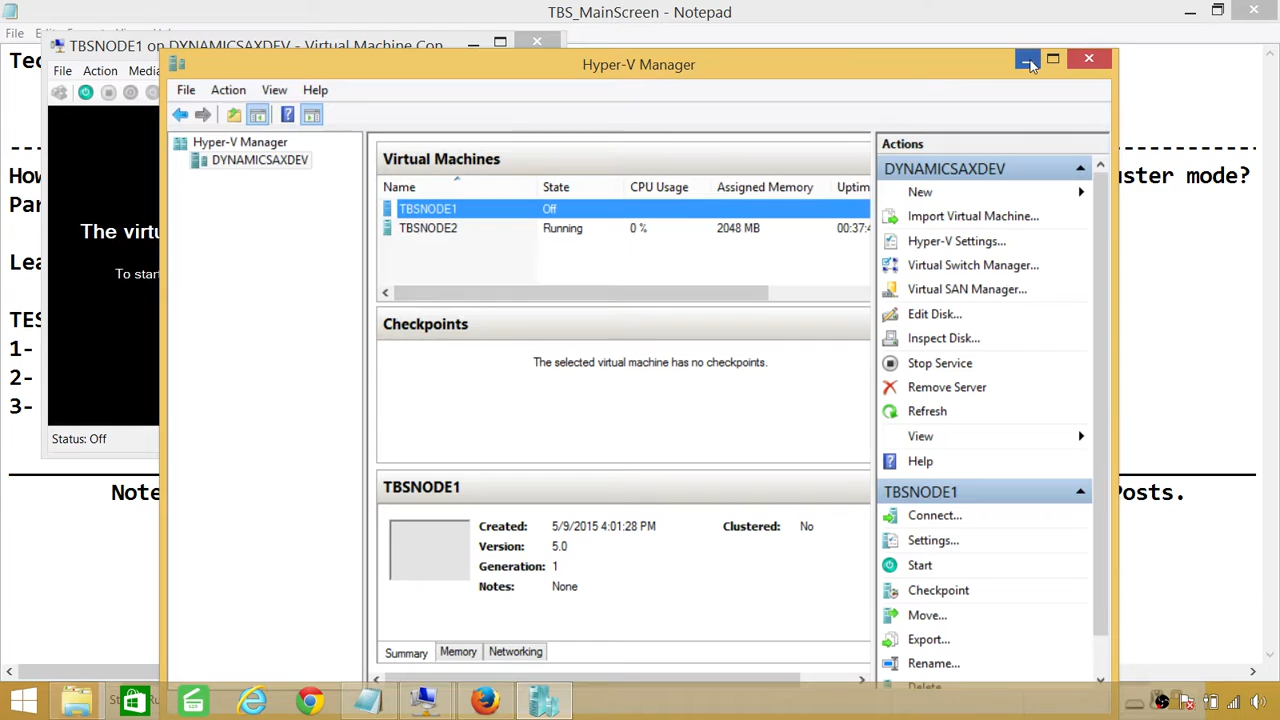 TBS_MainScreen - Notepad
File
TBSNODE1 on DYNAMICSAXDEV - Virtual Machine Con
File Action Media
Hyper-V Manager
File Action View Help
Hyper-V Manager
DYNAMICSAXDEV
Virtual Machines
Name State CPU Usage Assigned Memory Uptim
TBSNODE1 Off
TBSNODE2 Running 0 % 2048 MB 00:37:4
Checkpoints
The selected virtual machine has no checkpoints.
TBSNODE1
Created: 5/9/2015 4:01:28 PM Clustered: No
Version: 5.0
Generation: 1
Notes: None
Summary Memory Networking
Actions
DYNAMICSAXDEV
New
Import Virtual Machine...
Hyper-V Settings...
Virtual Switch Manager...
Virtual SAN Manager...
Edit Disk...
Inspect Disk...
Stop Service
Remove Server
Refresh
View
Help
TBSNODE1
Connect...
Settings...
Start
Checkpoint
Move...
Export...
Rename...
Delete
Tec
How uster mode?
Par
The virtu
To start
Lea
TES
1-
2-
3-
Status: Off
Note Posts.